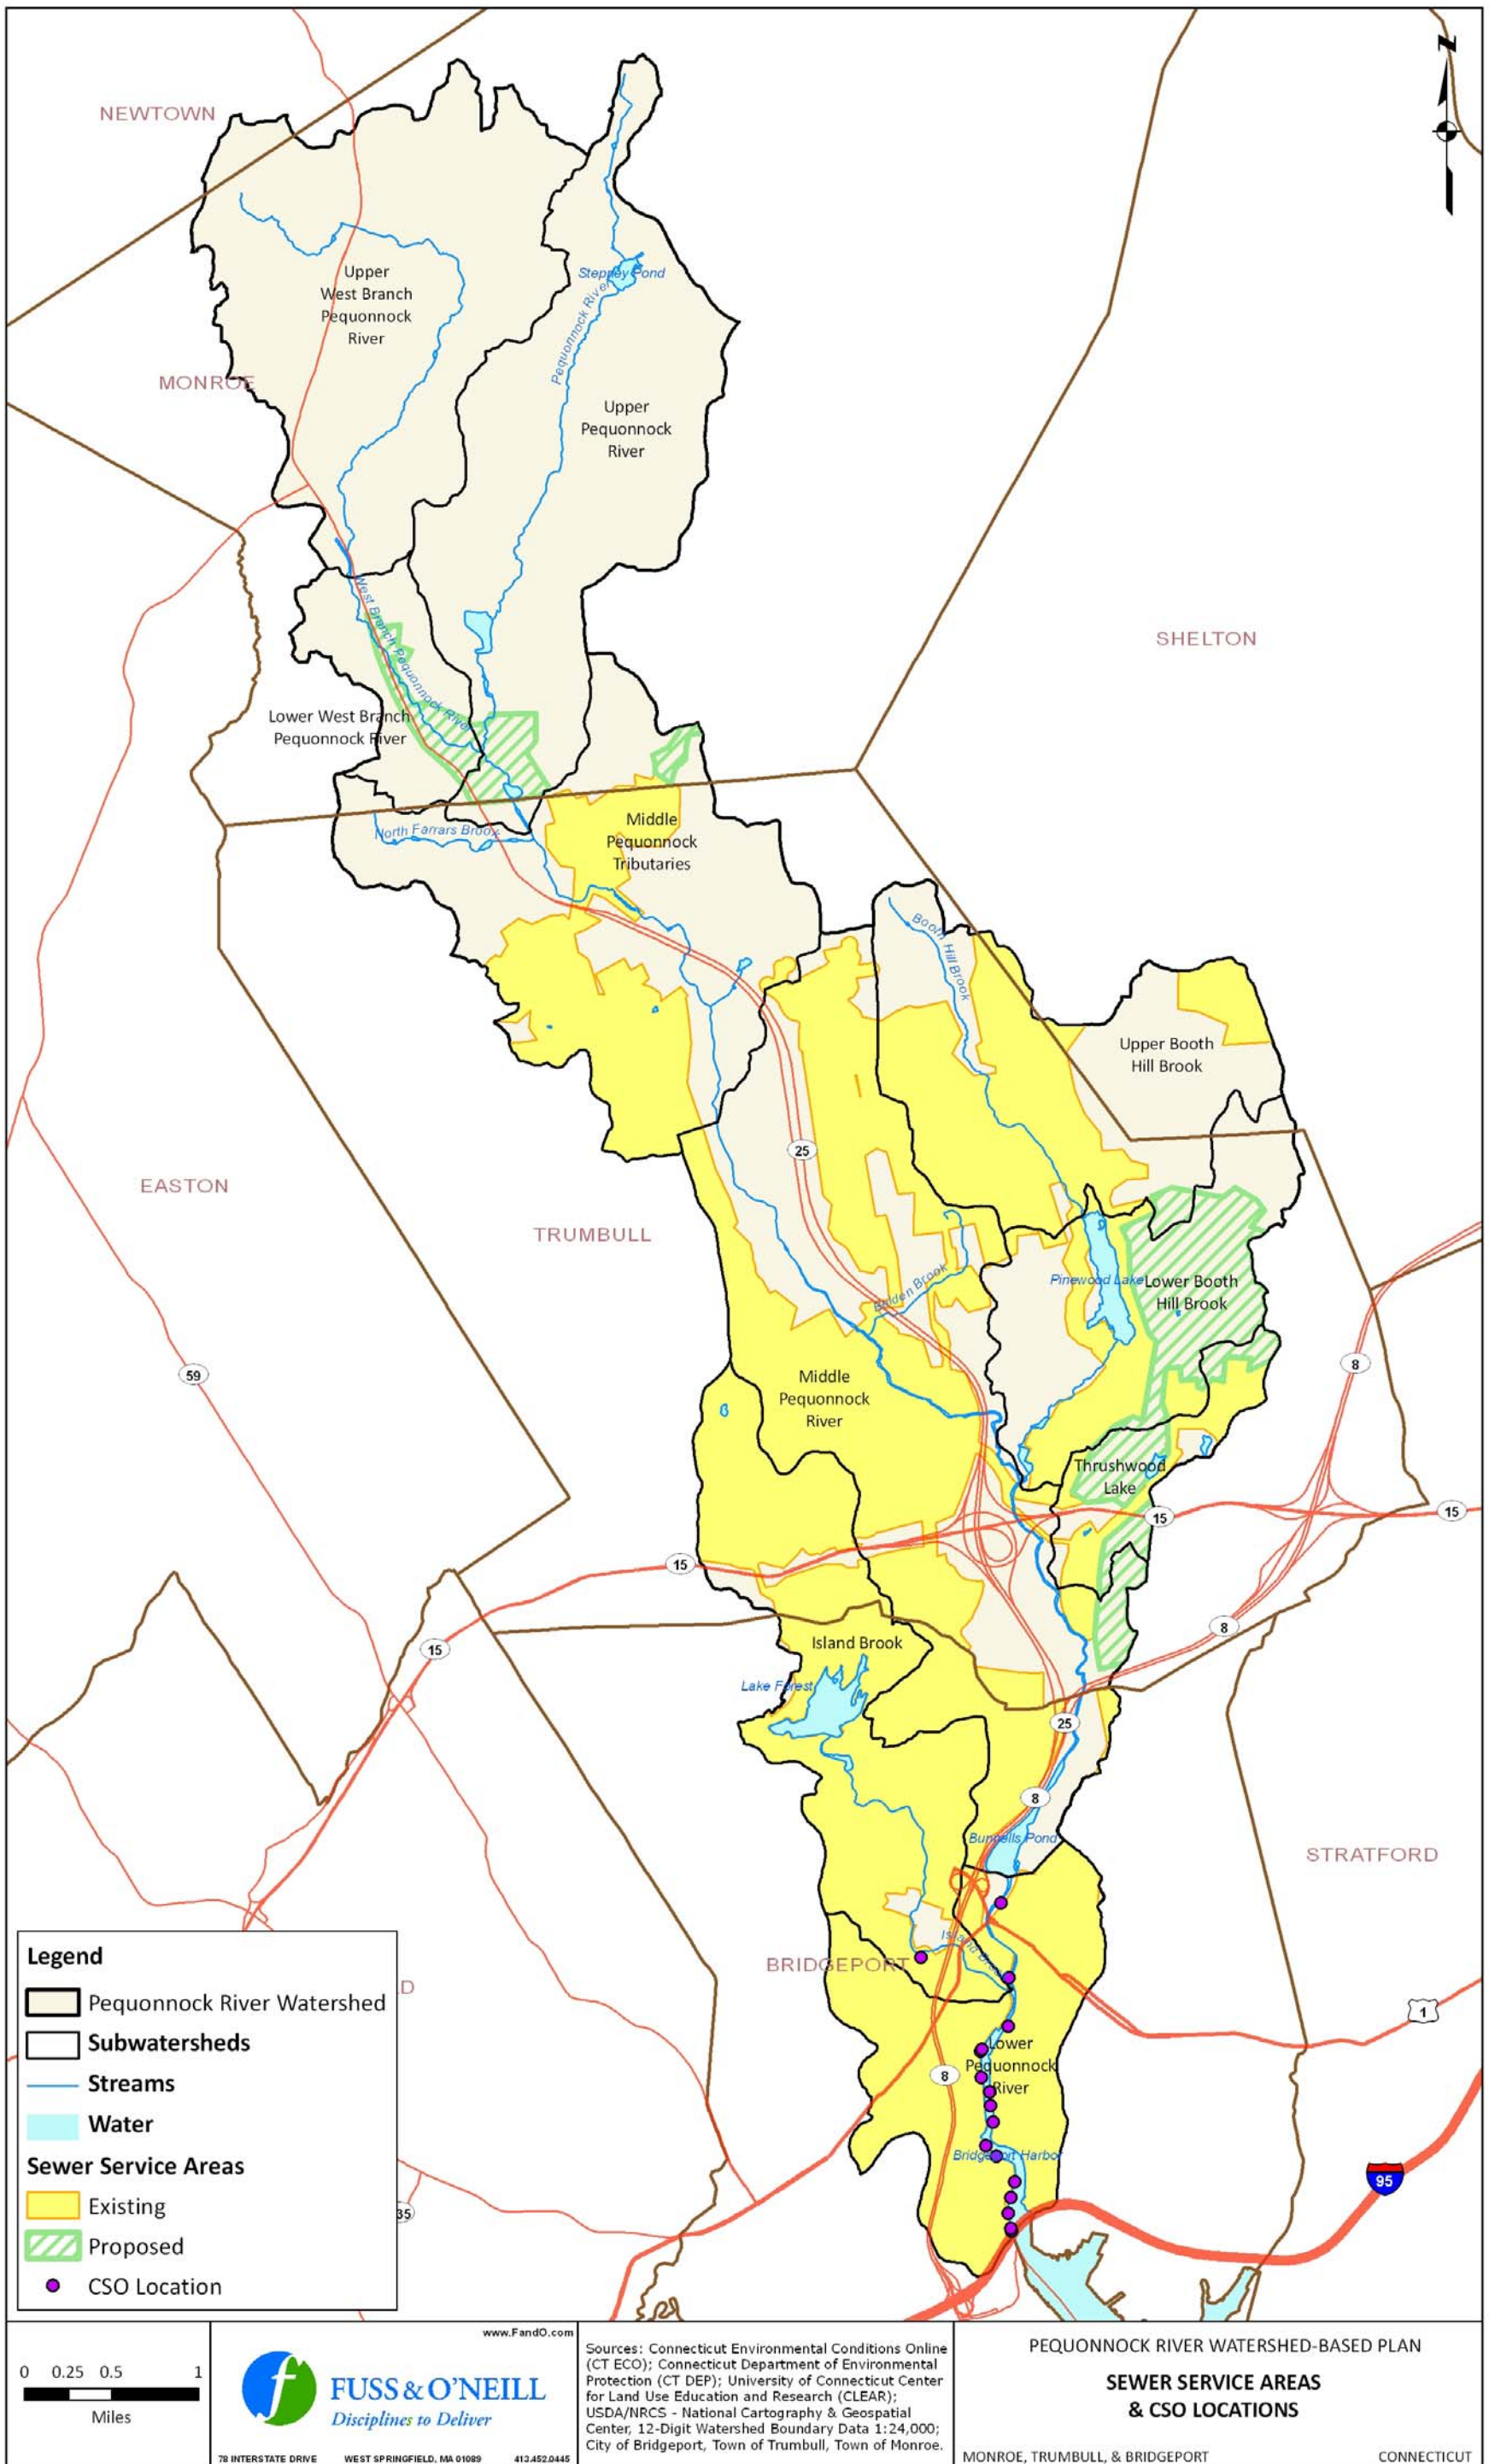 N
NEWTOWN
Upper
West Branch
Pequonnock
River
Steppey Pond
Pequonnock River
MONROE
Upper
Pequonnock
River
SHELTON
West Branch Pequonnock River
Lower West Branch
Pequonnock River
North Farrars Brook
Middle
Pequonnock
Tributaries
Booth Hill Brook
Upper Booth
Hill Brook
25
EASTON
TRUMBULL
Pinewood Lake
Lower Booth
Hill Brook
Belden Brook
59
8
Middle
Pequonnock
River
Thrushwood
Lake
15
15
15
15
8
Island Brook
Lake Forest
25
8
Bunnells Pond
STRATFORD
Island Brook
BRIDGEPORT
D
1
Lower
Pequonnock
River
8
Bridgeport Harbor
95
35
Legend
Pequonnock River Watershed
Subwatersheds
Streams
Water
Sewer Service Areas
Existing
Proposed
CSO Location
0 0.25 0.5 1
Miles
www.FandO.com
f
FUSS & O'NEILL
Disciplines to Deliver
78 INTERSTATE DRIVE WEST SPRINGFIELD, MA 01089 413.452.0445
Sources: Connecticut Environmental Conditions Online
(CT ECO); Connecticut Department of Environmental
Protection (CT DEP); University of Connecticut Center
for Land Use Education and Research (CLEAR);
USDA/NRCS - National Cartography & Geospatial
Center, 12-Digit Watershed Boundary Data 1:24,000;
City of Bridgeport, Town of Trumbull, Town of Monroe.
PEQUONNOCK RIVER WATERSHED-BASED PLAN
SEWER SERVICE AREAS
& CSO LOCATIONS
MONROE, TRUMBULL, & BRIDGEPORT CONNECTICUT